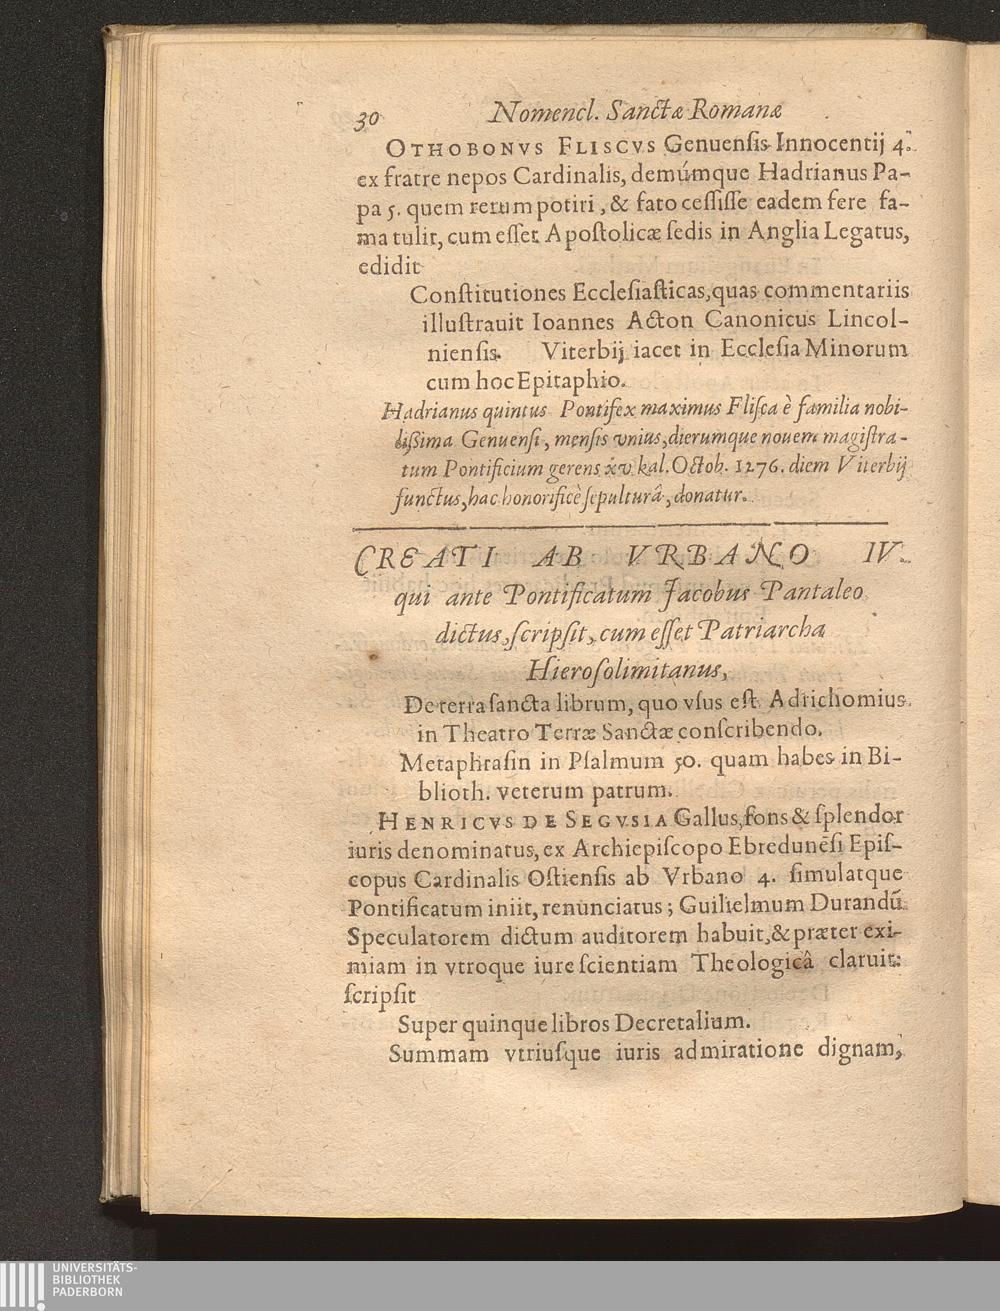 30 Nomencl. Sanctæ Romanæ
OTHOBONVS FLISCVS Genuenſis Innocentij 4.
ex fratre nepos Cardinalis, demúmque Hadrianus Pa-
pa 5. quem rerum potiri, & fato ceſſiſſe eadem fere fa-
ma tulit, cum eſſet Apoſtolicæ ſedis in Anglia Legatus,
edidit
Conſtitutiones Eccleſiaſticas, quas commentariis
illuſtrauit Ioannes Acton Canonicus Lincol-
nienſis. Viterbij iacet in Eccleſia Minorum
cum hoc Epitaphio.
Hadrianus quintus Pontifex maximus Fliſca è familia nobi-
lißima Genuenſi, menſis vnius, dierumque nouem magiſtra-
tum Pontificium gerens xv. kal. Octob. 1276. diem Viterbij
functus, hac honorificè ſepulturâ, donatur.
CREATI AB VRBANO IV.
qui ante Pontificatum Jacobus Pantaleo
dictus, ſcripſit, cum eſſet Patriarcha
Hieroſolimitanus,
De terra ſancta librum, quo vſus eſt Adrichomius
in Theatro Terræ Sanctæ conſcribendo.
Metaphraſin in Pſalmum 50. quam habes in Bi-
blioth. veterum patrum.
HENRICVS DE SEGVSIA Gallus, fons & ſplendor
iuris denominatus, ex Archiepiſcopo Ebredunēſi Epiſ-
copus Cardinalis Oſtienſis ab Vrbano 4. ſimulatque
Pontificatum iniit, renunciatus; Guilielmum Durandū
Speculatorem dictum auditorem habuit, & præter exi-
miam in vtroque iure ſcientiam Theologicâ claruit:
ſcripſit
Super quinque libros Decretalium.
Summam vtriuſque iuris admiratione dignam,
UNIVERSITÄTS-
BIBLIOTHEK
PADERBORN